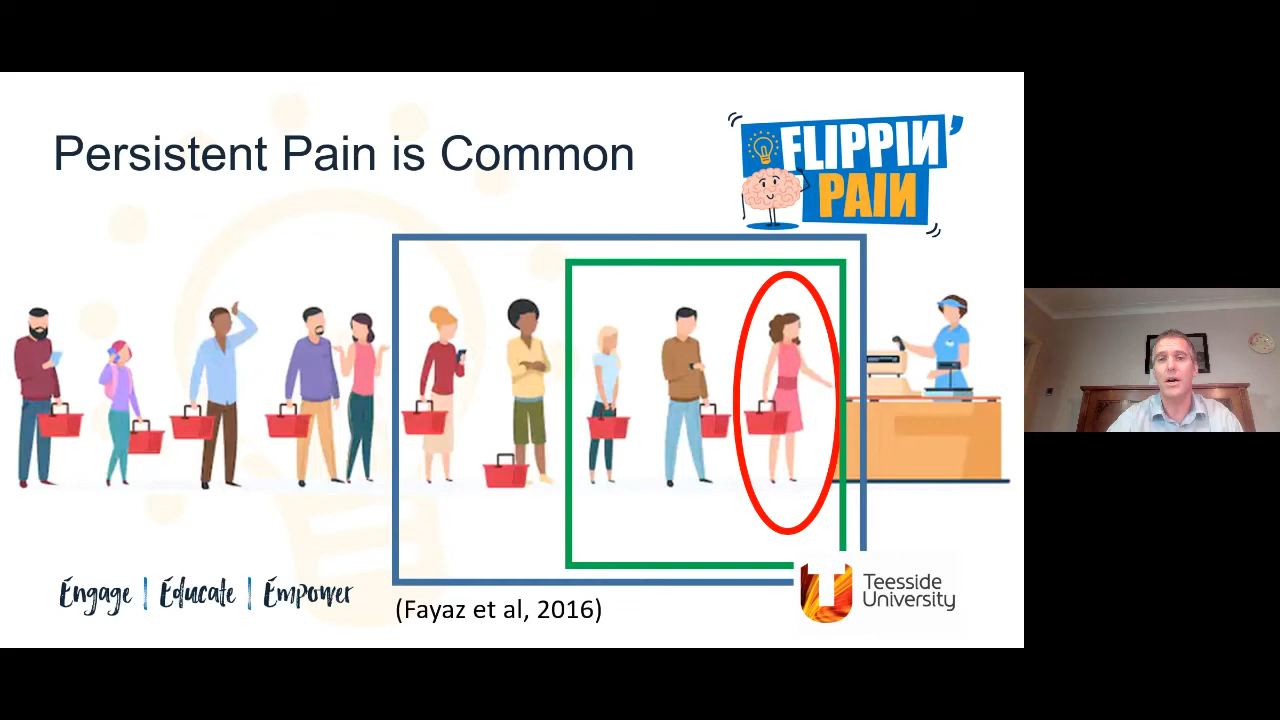 Persistent Pain is Common
FLIPPIN'
PAIN
Engage | Educate | Empower
(Fayaz et al, 2016)
Teesside
University